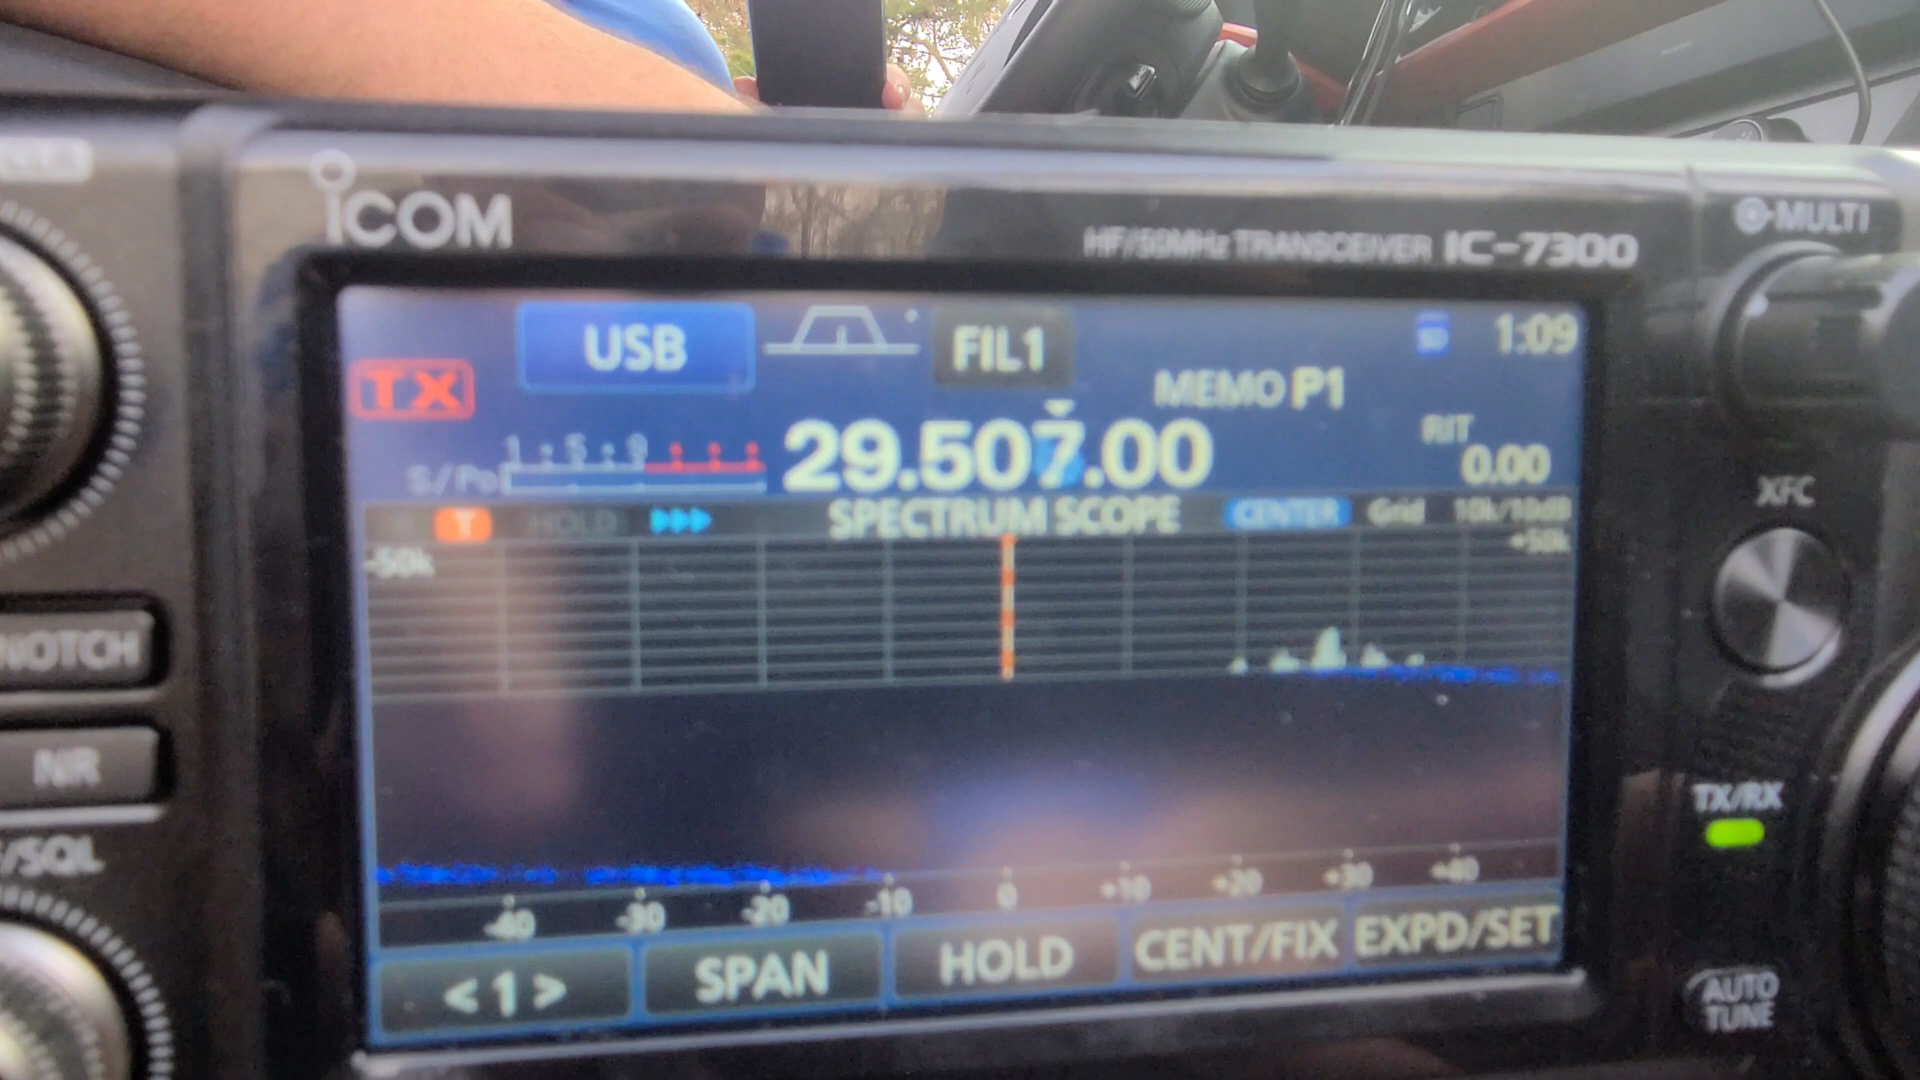 iCOM
HF/50MHz TRANSCEIVER IC-7300
MULTI
USB
FIL1
SD
1:09
TX
MEMO P1
1 : 5 : 9
29.507.00
RIT
S/Po
0.00
XFC
T HOLD
SPECTRUM SCOPE
CENTER
Grid
10k/10dB
-50k
+50k
NOTCH
NR
TX/RX
/SQL
-40 -30 -20 -10 0 +10 +20 +30 +40
<1>
SPAN
HOLD
CENT/FIX
EXPD/SET
AUTO
TUNE